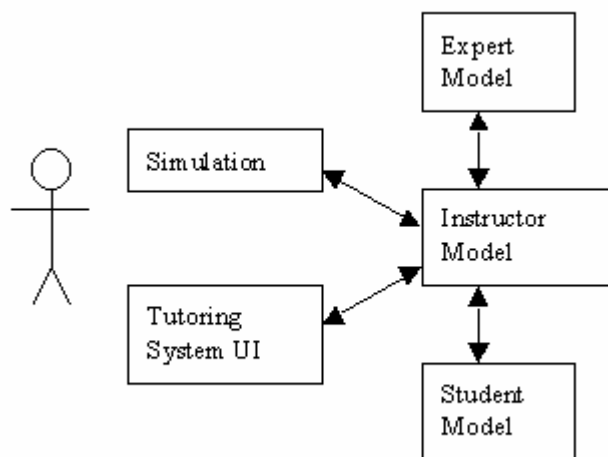 Expert
Model
Simulation
Instructor
Model
Tutoring
System UI
Student
Model